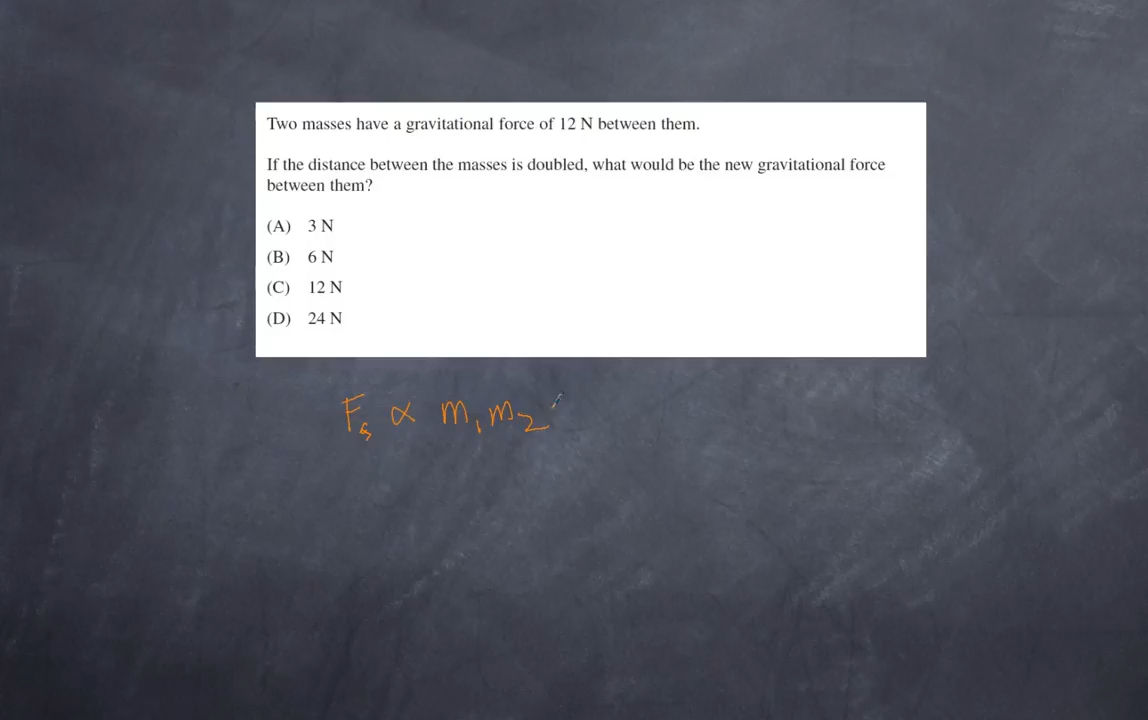 Two masses have a gravitational force of 12 N between them.
If the distance between the masses is doubled, what would be the new gravitational force
between them?
(A) 3 N
(B) 6 N
(C) 12 N
(D) 24 N
F_g ∝ m₁m₂